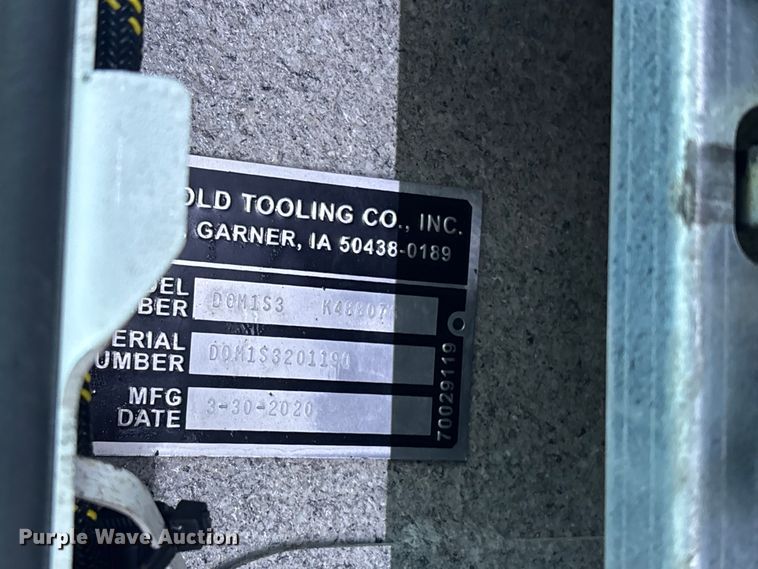 OLD TOOLING CO., INC.
GARNER, IA 50438-0189
DEL
BER DOM1S3
ERIAL
UMBER DOM1S3201190
MFG
DATE 3-30-2020
70029119
Purple Wave Auction